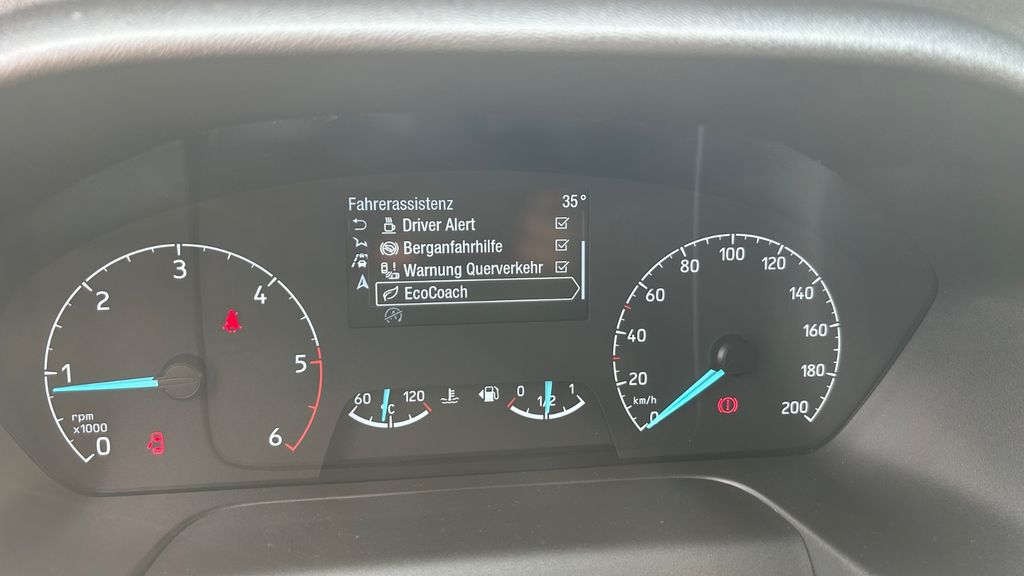 Fahrerassistenz 35°
Driver Alert
Berganfahrhilfe
Warnung Querverkehr
EcoCoach
0
1
2
3
4
5
6
rpm
x1000
60 °C 120
0 1/2 1
0
20
40
60
80
100
120
140
160
180
200
km/h